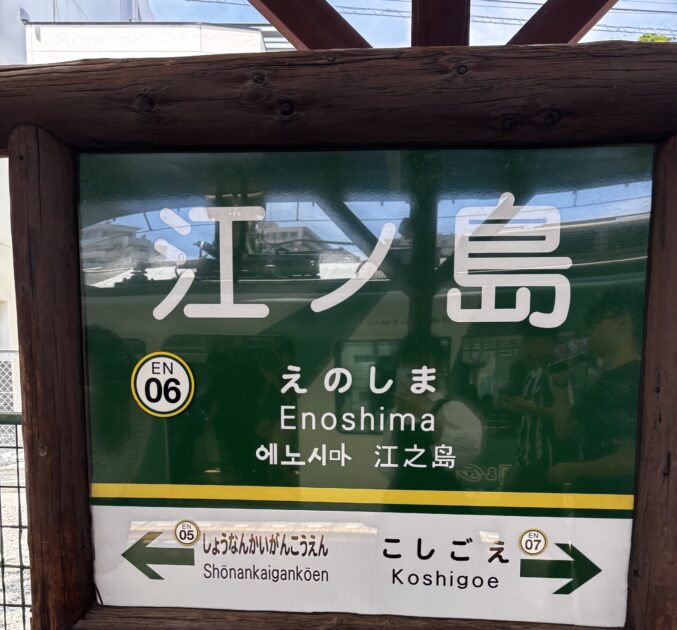 江ノ島
EN
06
えのしま
Enoshima
에노시마 江之島
EN
05
しょうなんかいがんこうえん
Shōnankaigankōen
こしごえ
Koshigoe
EN
07